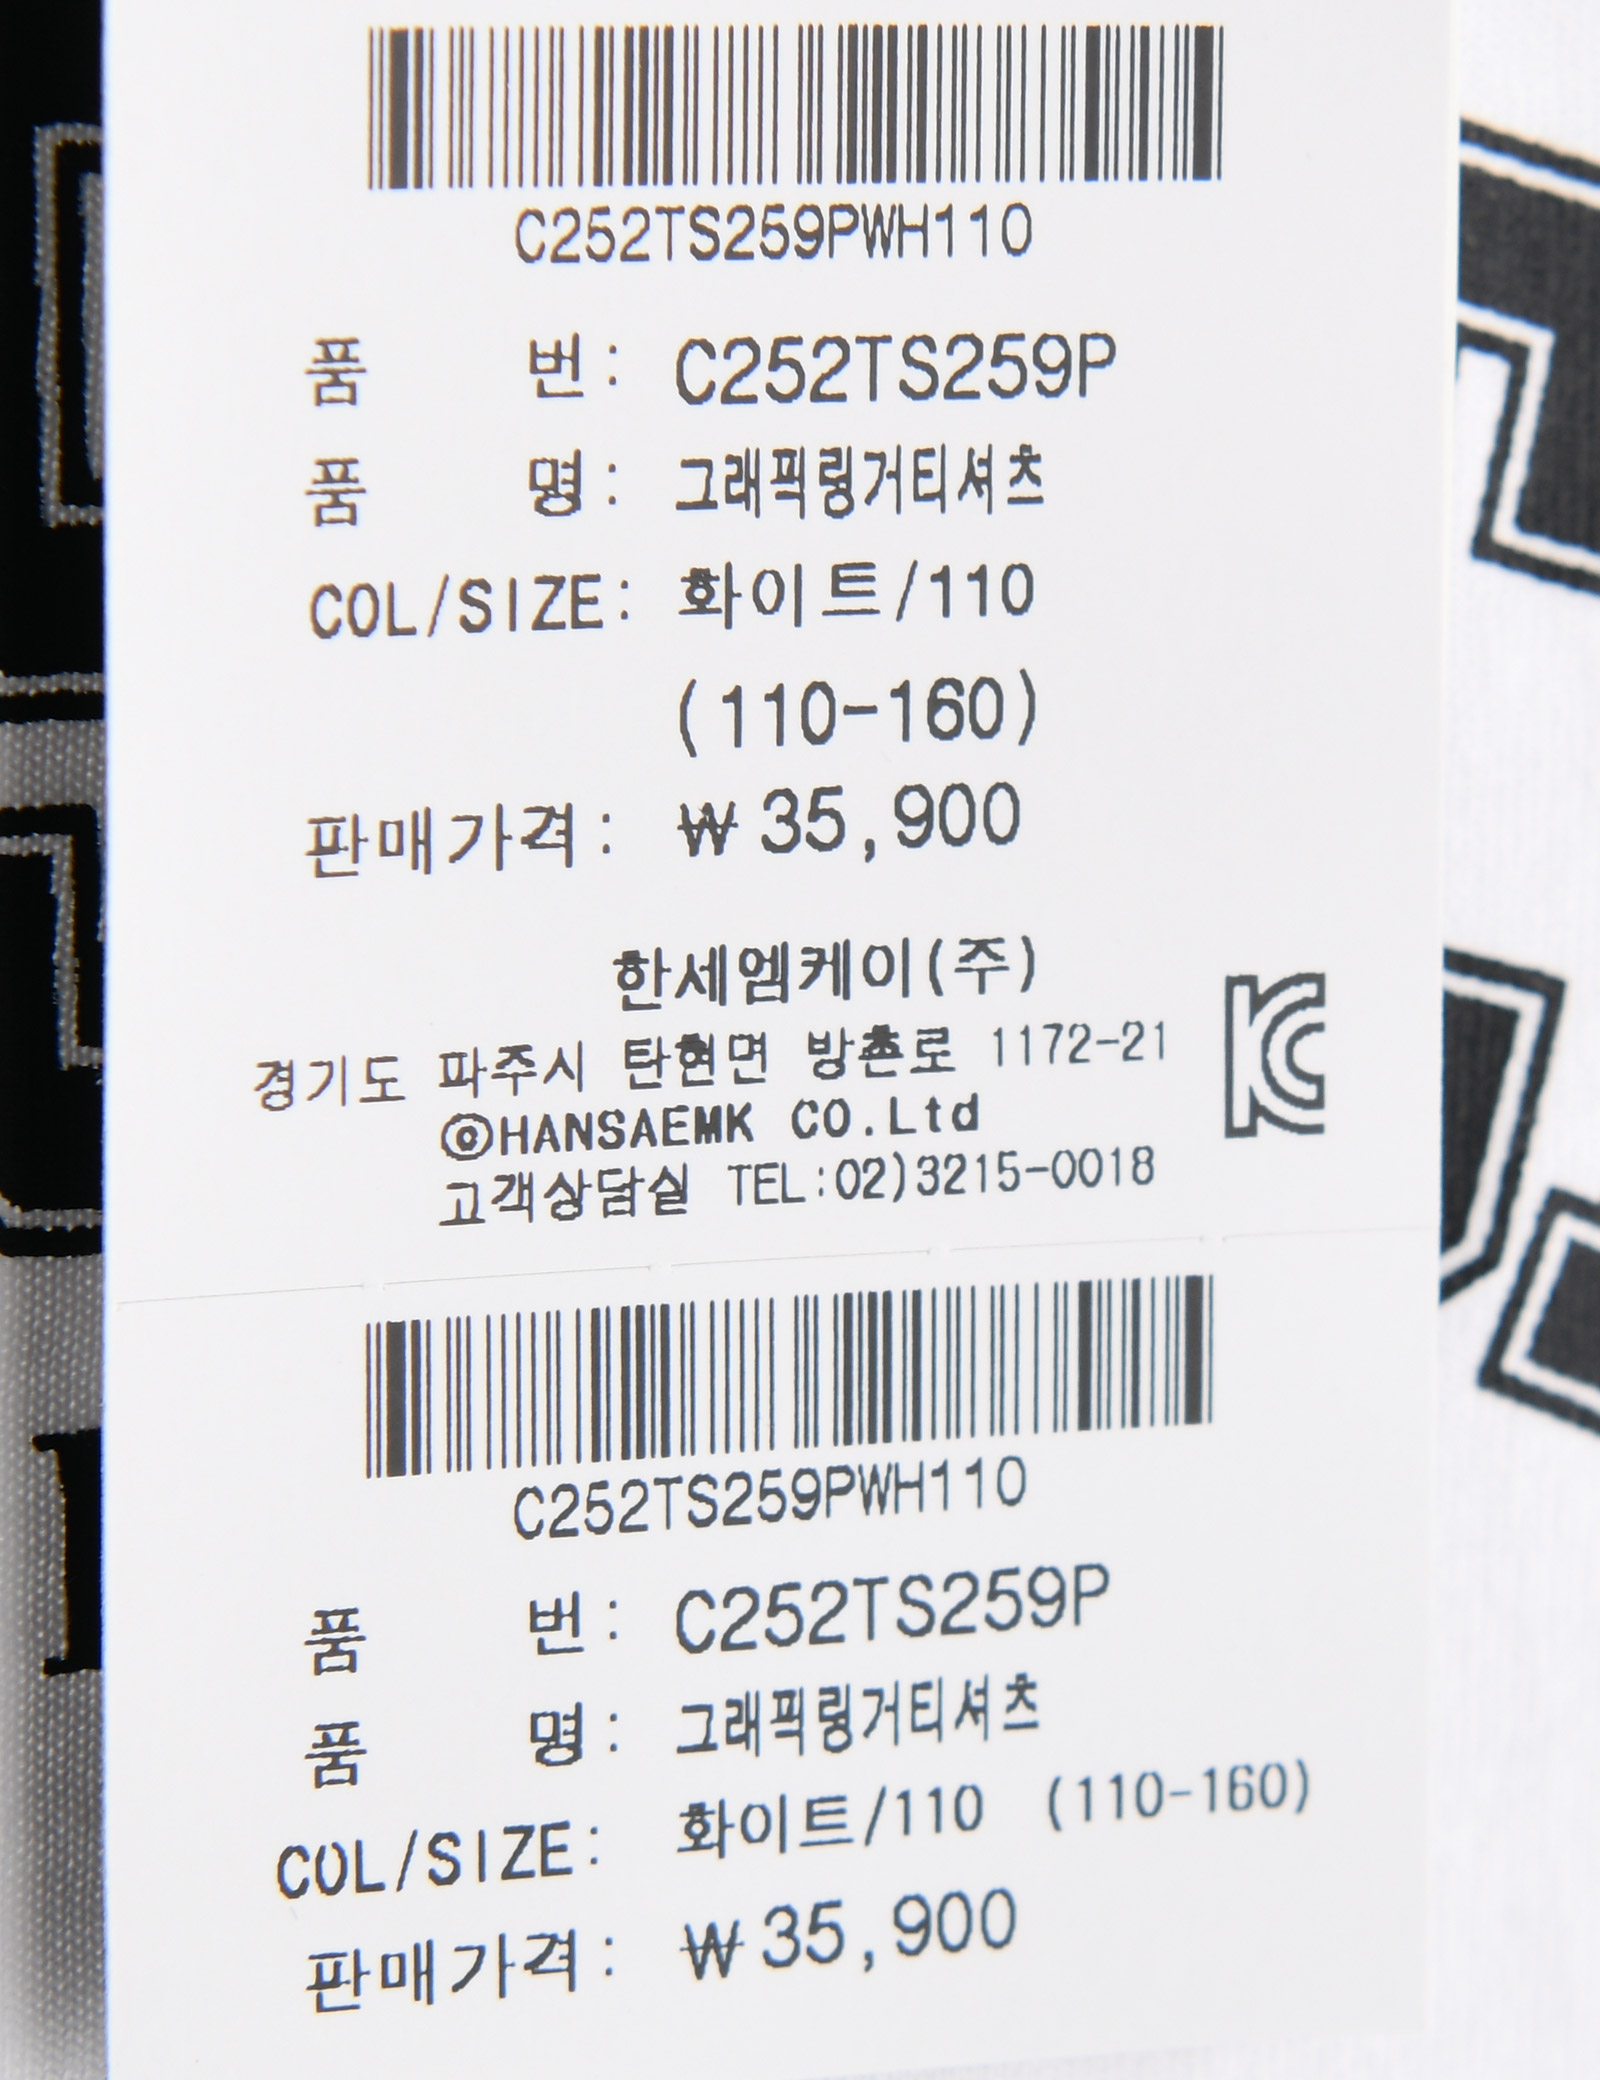 C252TS259PWH110
품 번: C252TS259P
품 명: 그래픽링거티셔츠
COL/SIZE: 화이트/110
(110-160)
판매가격: ₩35,900
한세엠케이(주)
경기도 파주시 탄현면 방촌로 1172-21
ⓒHANSAEMK CO.Ltd
고객상담실 TEL:02)3215-0018
KC
C252TS259PWH110
품 번: C252TS259P
품 명: 그래픽링거티셔츠
COL/SIZE: 화이트/110 (110-160)
판매가격: ₩35,900